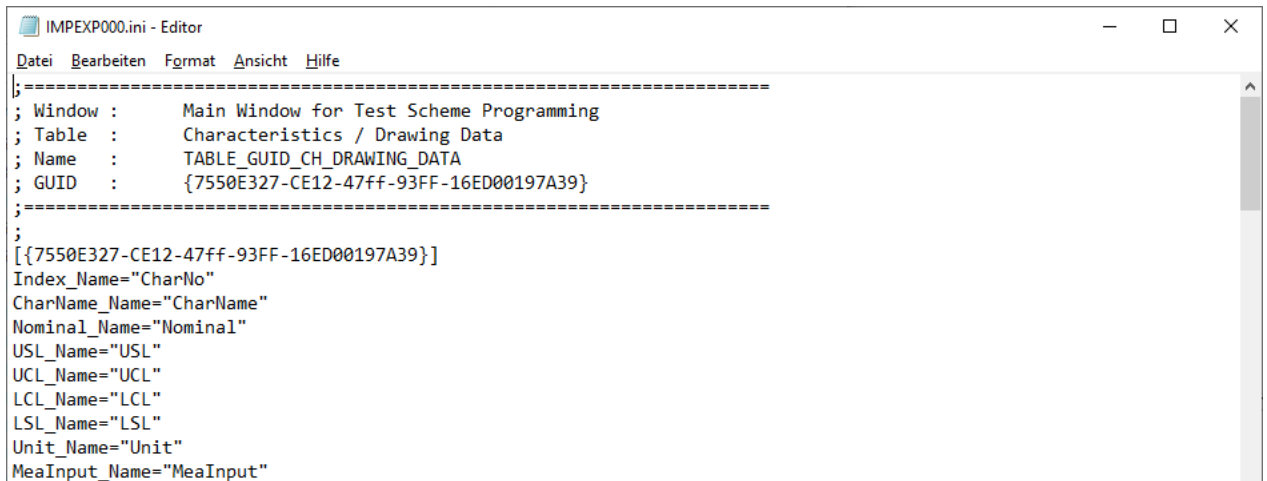 IMPEXP000.ini - Editor
Datei Bearbeiten Format Ansicht Hilfe
;======================================================================
; Window :      Main Window for Test Scheme Programming
; Table  :      Characteristics / Drawing Data
; Name   :      TABLE_GUID_CH_DRAWING_DATA
; GUID   :      {7550E327-CE12-47ff-93FF-16ED00197A39}
;======================================================================
;
[{7550E327-CE12-47ff-93FF-16ED00197A39}]
Index_Name="CharNo"
CharName_Name="CharName"
Nominal_Name="Nominal"
USL_Name="USL"
UCL_Name="UCL"
LCL_Name="LCL"
LSL_Name="LSL"
Unit_Name="Unit"
MeaInput_Name="MeaInput"